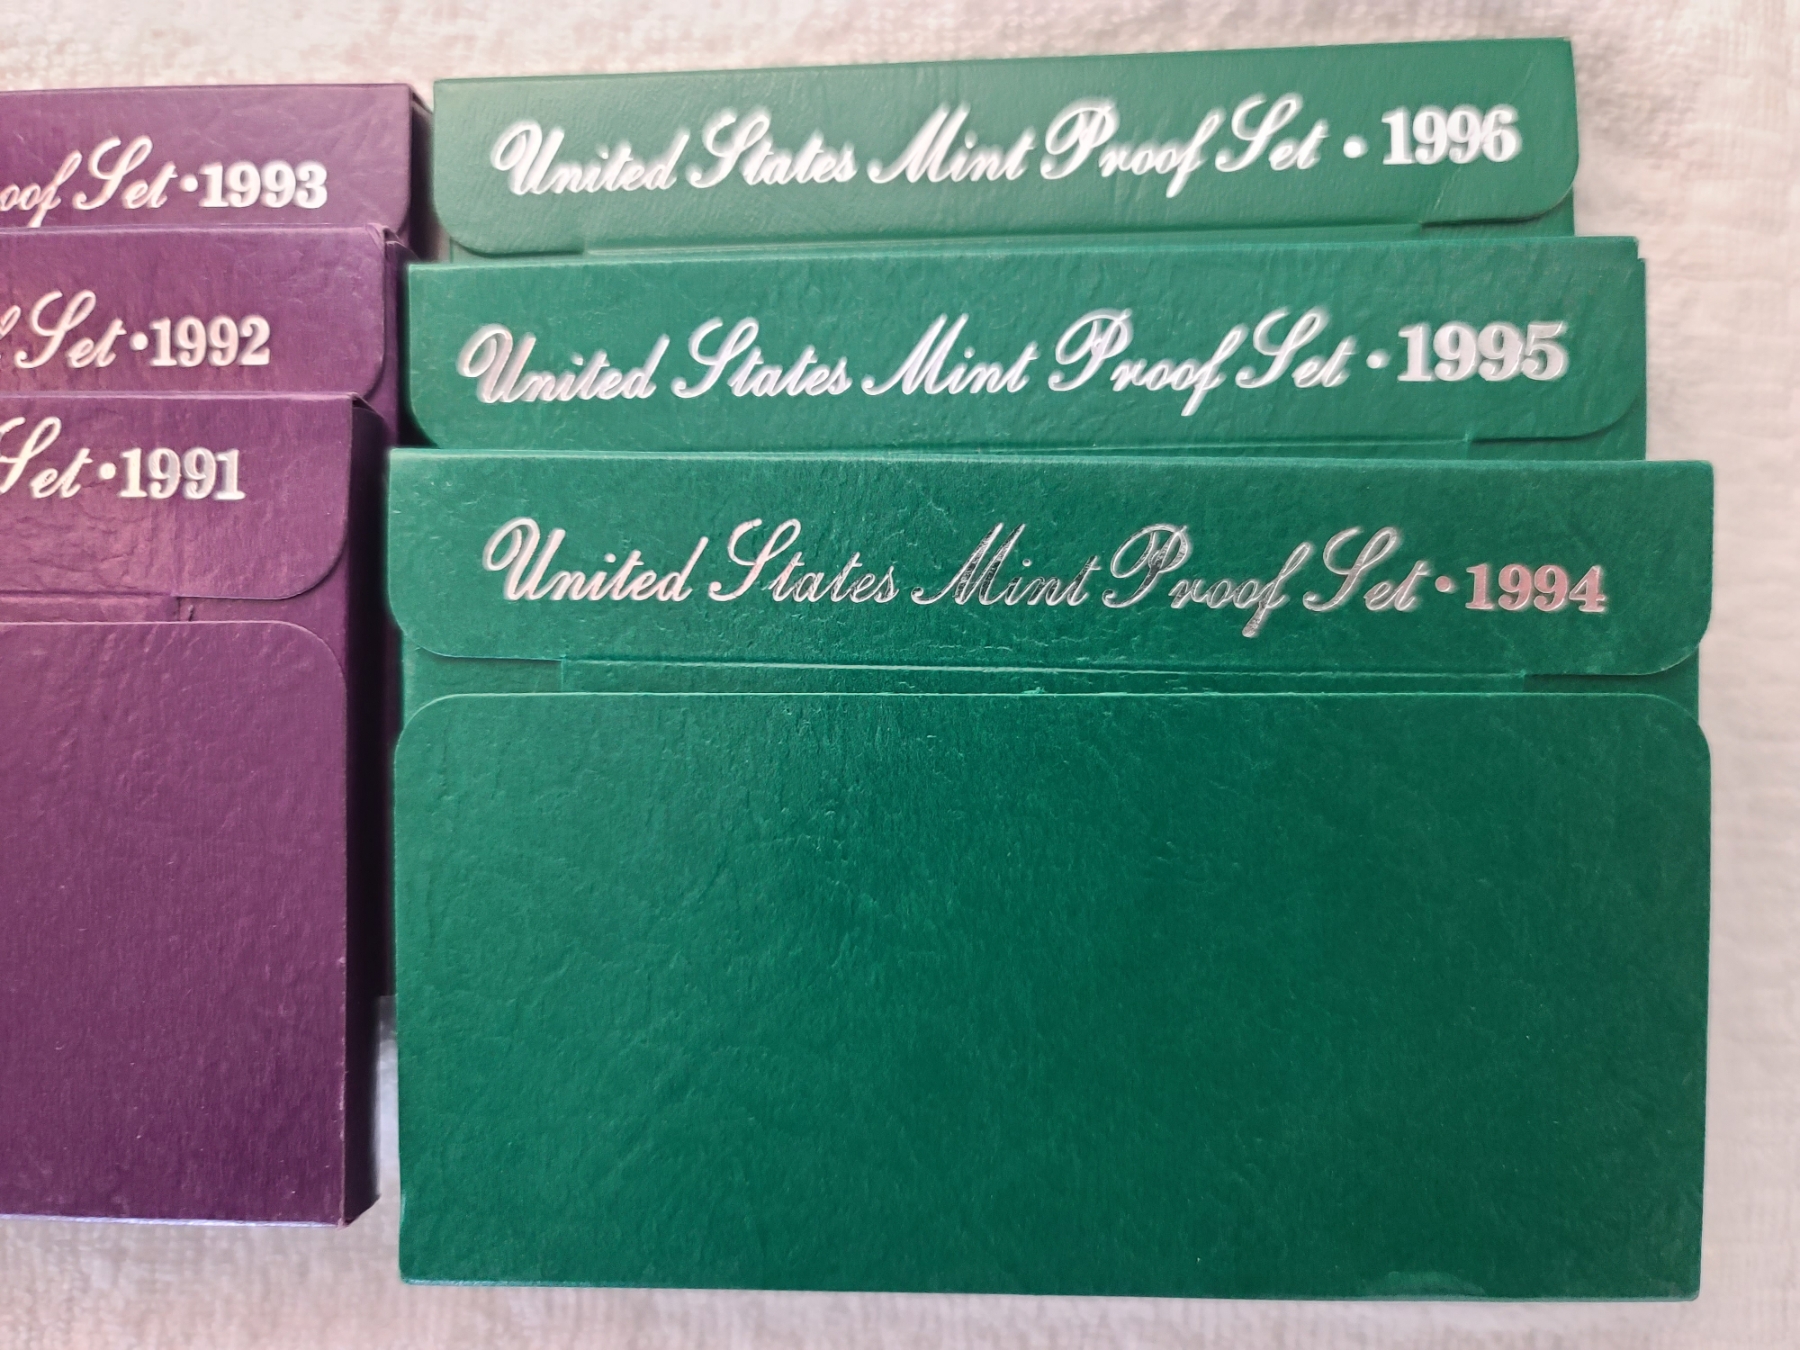 oof Set · 1993
Set · 1992
Set · 1991
United States Mint Proof Set · 1996
United States Mint Proof Set · 1995
United States Mint Proof Set · 1994